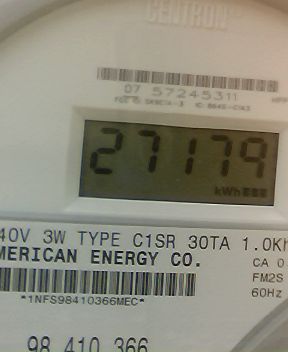 CENTRON
07 57245311
27179
kWh
40V 3W TYPE C1SR 30TA 1.0Kh
MERICAN ENERGY CO.
CA 0
FM2S
60Hz
*1NFS98410366MEC*
98 410 366